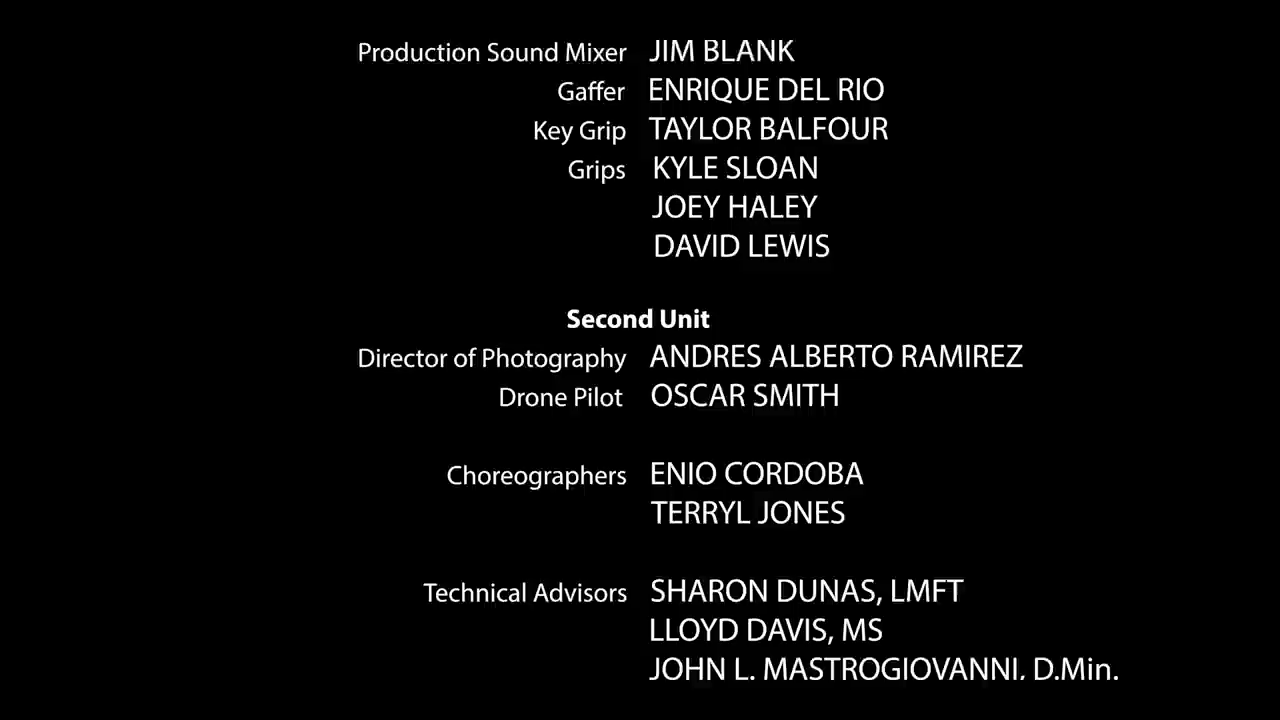 Production Sound Mixer JIM BLANK
Gaffer ENRIQUE DEL RIO
Key Grip TAYLOR BALFOUR
Grips KYLE SLOAN
JOEY HALEY
DAVID LEWIS
Second Unit
Director of Photography ANDRES ALBERTO RAMIREZ
Drone Pilot OSCAR SMITH
Choreographers ENIO CORDOBA
TERRYL JONES
Technical Advisors SHARON DUNAS, LMFT
LLOYD DAVIS, MS
JOHN L. MASTROGIOVANNI, D.Min.